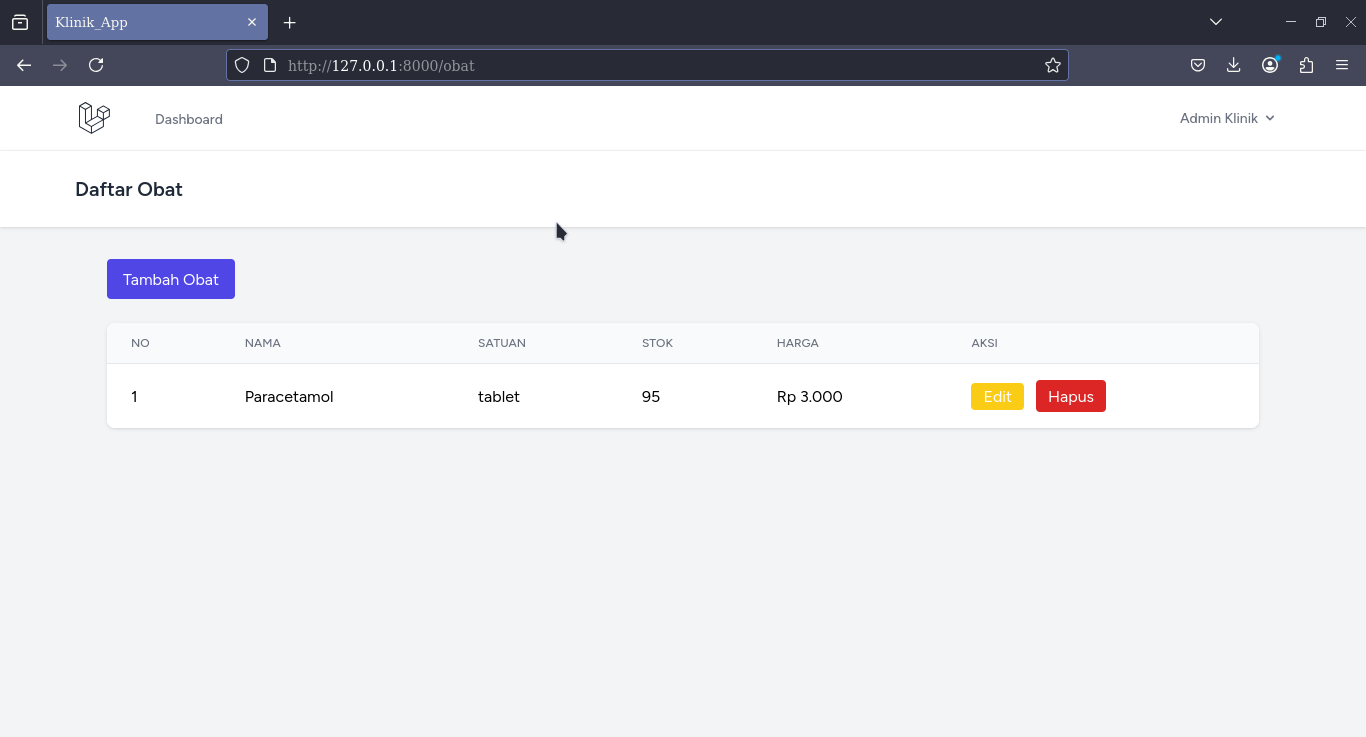 Klinik_App
http://127.0.0.1:8000/obat
Dashboard
Admin Klinik
Daftar Obat
Tambah Obat
NO NAMA SATUAN STOK HARGA AKSI
1 Paracetamol tablet 95 Rp 3.000 Edit Hapus